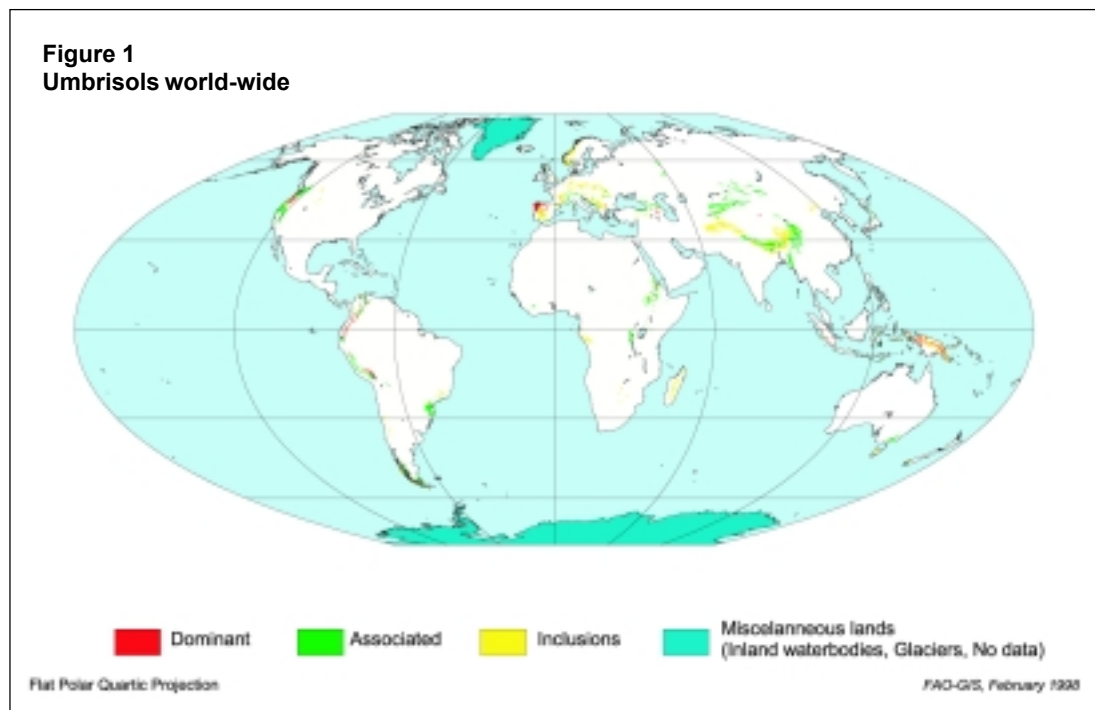 Figure 1
Umbrisols world-wide
Dominant
Associated
Inclusions
Miscelanneous lands
(Inland waterbodies, Glaciers, No data)
Flat Polar Quartic Projection
FAO-GIS, February 1998